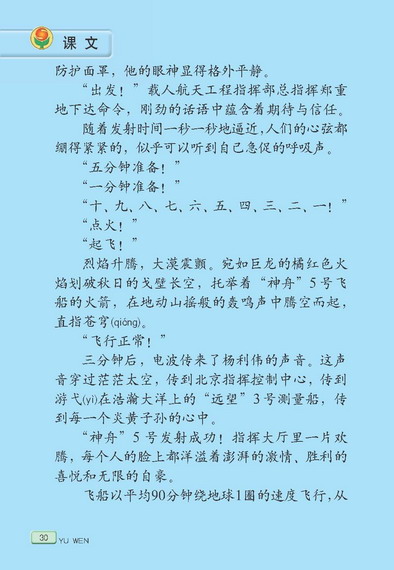 课文
防护面罩，他的眼神显得格外平静。
“出发！”载人航天工程指挥部总指挥郑重
地下达命令，刚劲的话语中蕴含着期待与信任。
随着发射时间一秒一秒地逼近，人们的心弦都
绷得紧紧的，似乎可以听到自己急促的呼吸声。
“五分钟准备！”
“一分钟准备！”
“十、九、八、七、六、五、四、三、二、一！”
“点火！”
“起飞！”
烈焰升腾，大漠震颤。宛如巨龙的橘红色火
焰划破秋日的戈壁长空，托举着“神舟”5号飞
船的火箭，在地动山摇般的轰鸣声中腾空而起，
直指苍穹(qióng)。
“飞行正常！”
三分钟后，电波传来了杨利伟的声音。这声
音穿过茫茫太空，传到北京指挥控制中心，传到
游弋(yì)在浩瀚大洋上的“远望”3号测量船，传
到每一个炎黄子孙的心中。
“神舟”5号发射成功！指挥大厅里一片欢
腾，每个人的脸上都洋溢着澎湃的激情、胜利的
喜悦和无限的自豪。
飞船以平均90分钟绕地球1圈的速度飞行，从
30 YU WEN